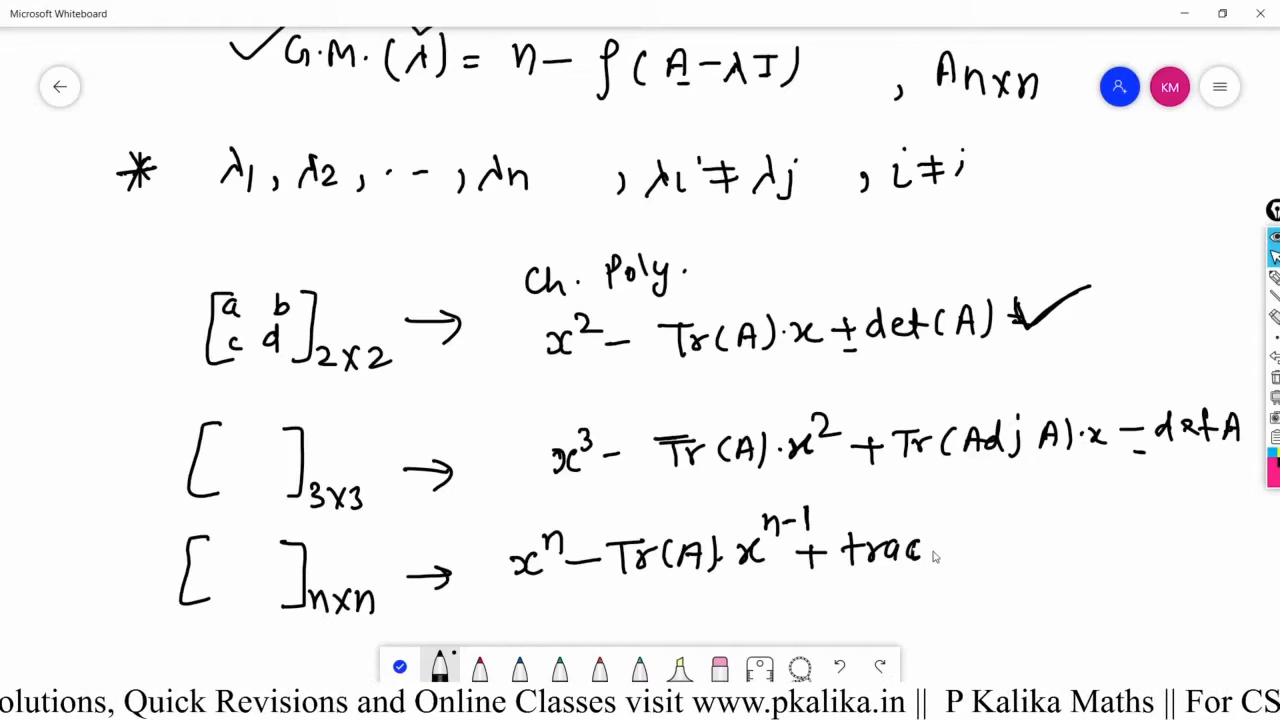 Microsoft Whiteboard
✓ G.M.(λ) = n - ρ(A - λI) , A n×n
KM
* λ1, λ2, ..., λn , λi ≠ λj , i ≠ j
Ch. Poly.
[a b c d] 2×2 → x² - Tr(A)·x + det(A) ✓
[ ] 3×3 → x³ - Tr(A)·x² + Tr(Adj A)·x - det A
[ ] n×n → xⁿ - Tr(A)·xⁿ⁻¹ + trac
olutions, Quick Revisions and Online Classes visit www.pkalika.in || P Kalika Maths || For CS